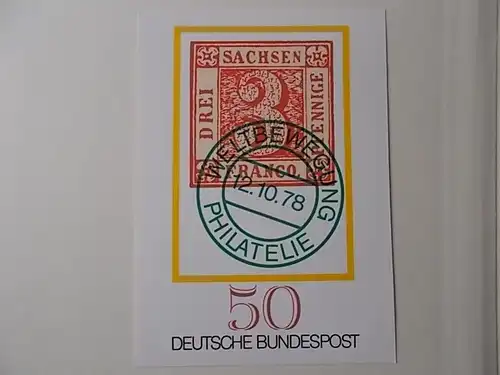 SACHSEN
DREI
3
PFENNIGE
FRANCO.
WELTBEWEGUNG
12.10.78
PHILATELIE
50
DEUTSCHE BUNDESPOST